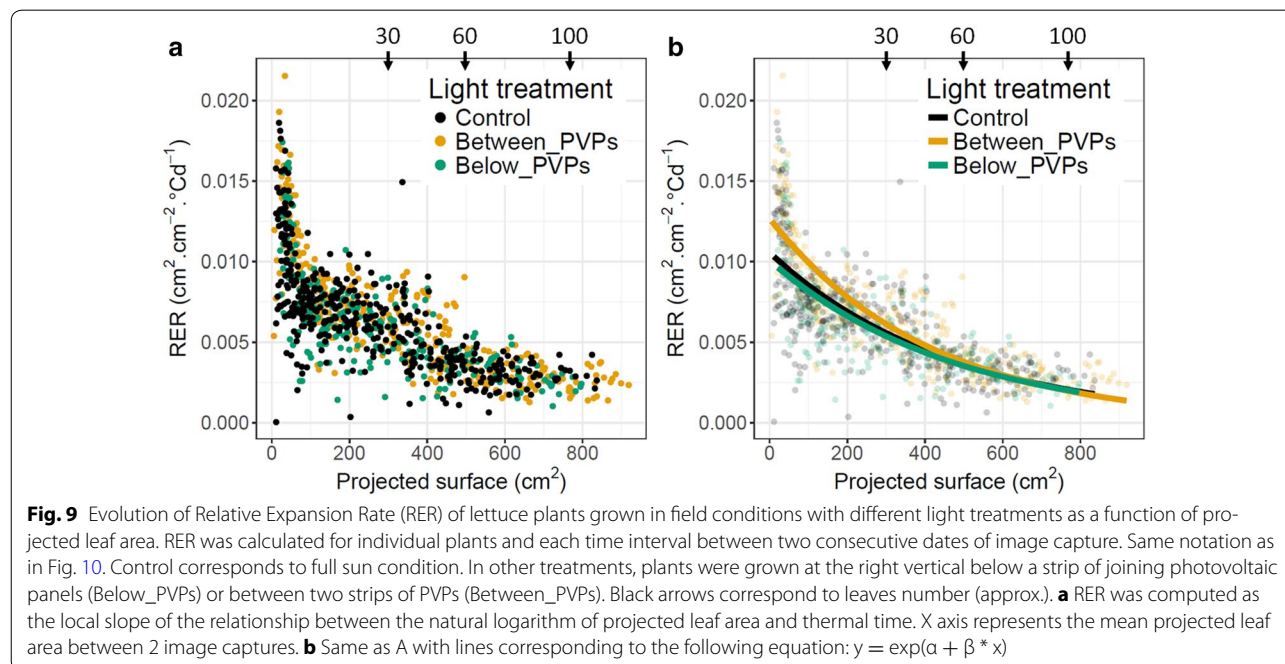 a
30 60 100
Light treatment
Control
Between_PVPs
Below_PVPs
RER (cm².cm⁻².°Cd⁻¹)
0.020
0.015
0.010
0.005
0.000
0 200 400 600 800
Projected surface (cm²)
b
30 60 100
Light treatment
Control
Between_PVPs
Below_PVPs
RER (cm².cm⁻².°Cd⁻¹)
0.020
0.015
0.010
0.005
0.000
0 200 400 600 800
Projected surface (cm²)
Fig. 9 Evolution of Relative Expansion Rate (RER) of lettuce plants grown in field conditions with different light treatments as a function of pro-
jected leaf area. RER was calculated for individual plants and each time interval between two consecutive dates of image capture. Same notation as
in Fig. 10. Control corresponds to full sun condition. In other treatments, plants were grown at the right vertical below a strip of joining photovoltaic
panels (Below_PVPs) or between two strips of PVPs (Between_PVPs). Black arrows correspond to leaves number (approx.). a RER was computed as
the local slope of the relationship between the natural logarithm of projected leaf area and thermal time. X axis represents the mean projected leaf
area between 2 image captures. b Same as A with lines corresponding to the following equation: y = exp(α + β * x)